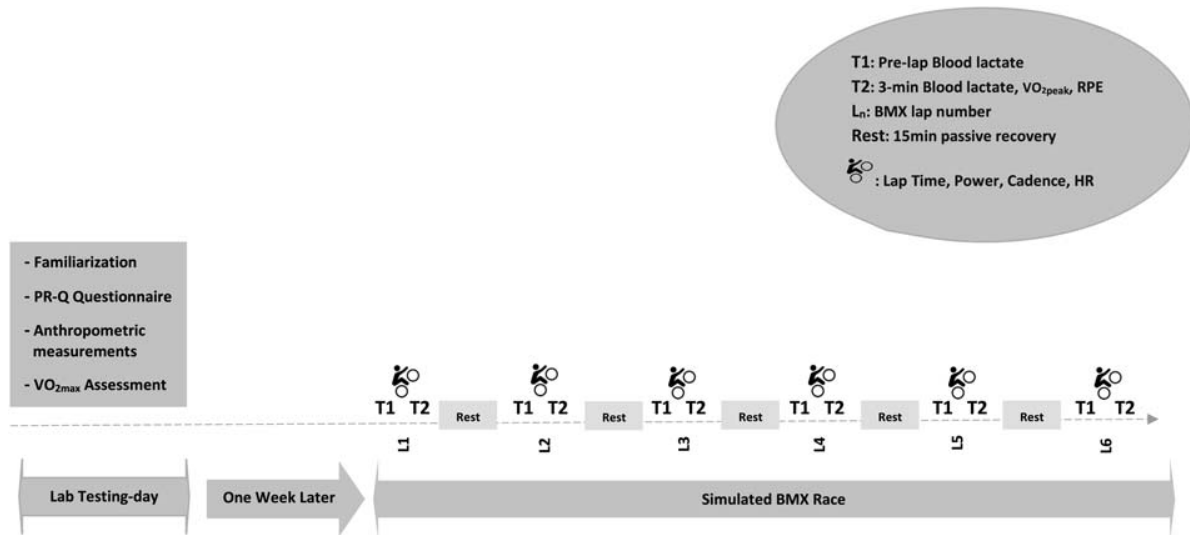 T1: Pre-lap Blood lactate
T2: 3-min Blood lactate, VO₂peak, RPE
Lₙ: BMX lap number
Rest: 15min passive recovery
: Lap Time, Power, Cadence, HR
- Familiarization
- PR-Q Questionnaire
- Anthropometric
measurements
- VO₂max Assessment
T1 T2 Rest T1 T2 Rest T1 T2 Rest T1 T2 Rest T1 T2 Rest T1 T2
L1 L2 L3 L4 L5 L6
Lab Testing-day One Week Later Simulated BMX Race